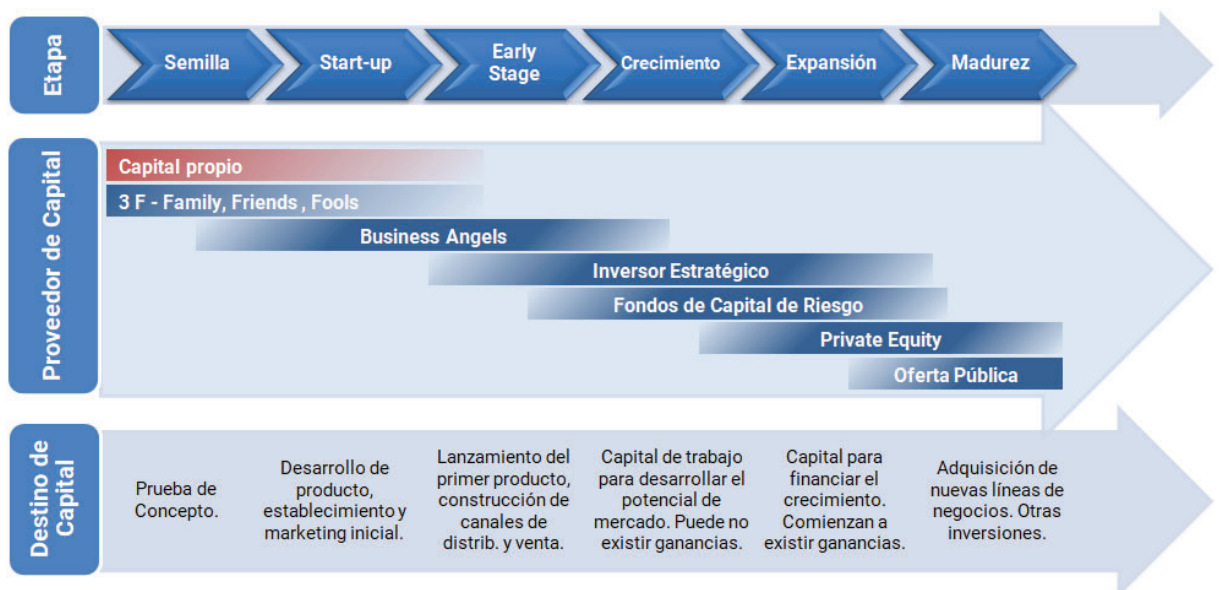 Etapa
Semilla
Start-up
Early
Stage
Crecimiento
Expansión
Madurez
Proveedor de Capital
Capital propio
3 F - Family, Friends , Fools
Business Angels
Inversor Estratégico
Fondos de Capital de Riesgo
Private Equity
Oferta Pública
Destino de
Capital
Prueba de
Concepto.
Desarrollo de
producto,
establecimiento y
marketing inicial.
Lanzamiento del
primer producto,
construcción de
canales de
distrib. y venta.
Capital de trabajo
para desarrollar el
potencial de
mercado. Puede no
existir ganancias.
Capital para
financiar el
crecimiento.
Comienzan a
existir ganancias.
Adquisición de
nuevas líneas de
negocios. Otras
inversiones.